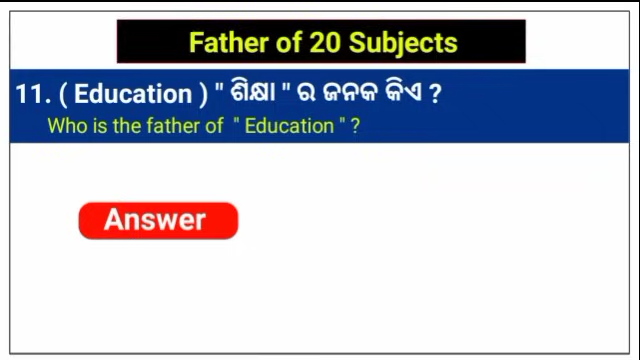 Father of 20 Subjects
11. ( Education ) " ଶିକ୍ଷା " ର ଜନକ କିଏ ?
Who is the father of " Education " ?
Answer